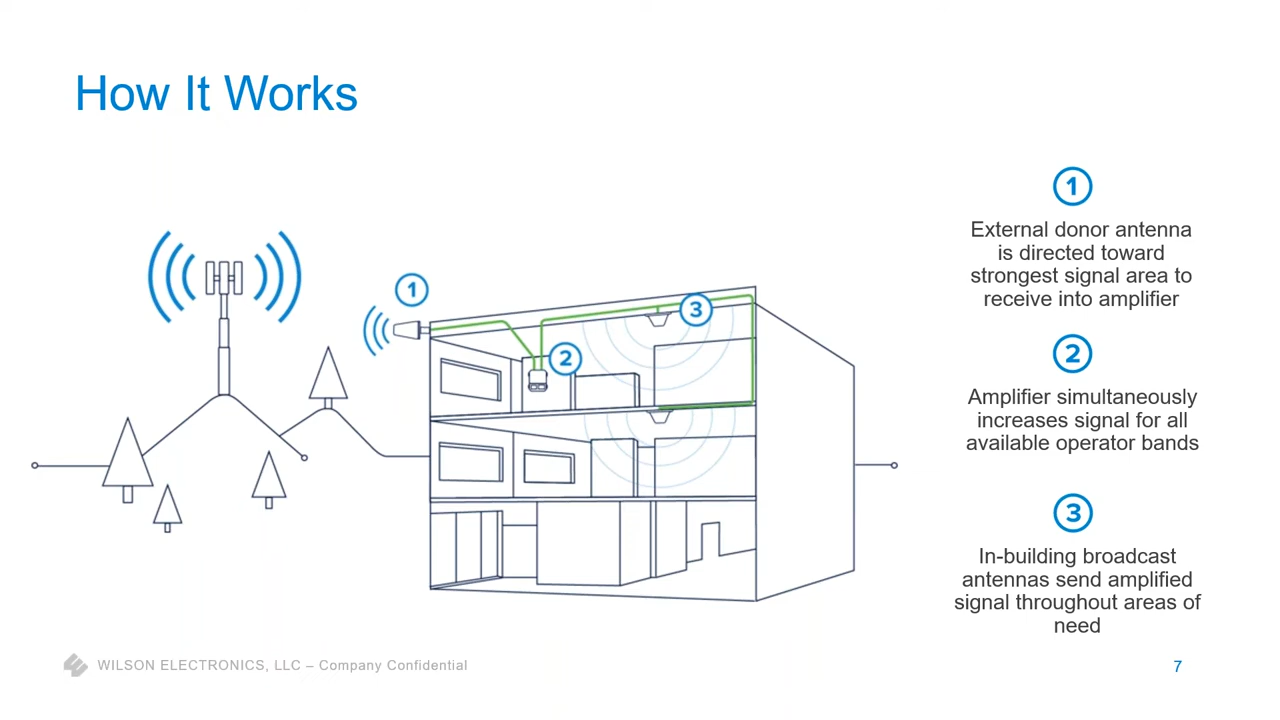 How It Works
1
2
3
1
External donor antenna
is directed toward
strongest signal area to
receive into amplifier
2
Amplifier simultaneously
increases signal for all
available operator bands
3
In-building broadcast
antennas send amplified
signal throughout areas of
need
WILSON ELECTRONICS, LLC – Company Confidential
7